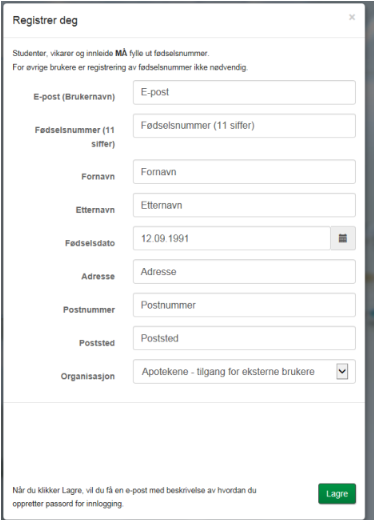 Registrer deg ×
Studenter, vikarer og innleide MÅ fylle ut fødselsnummer.
For øvrige brukere er registrering av fødselsnummer ikke nødvendig.
E-post (Brukernavn) E-post
Fødselsnummer (11 siffer) Fødselsnummer (11 siffer)
Fornavn Fornavn
Etternavn Etternavn
Fødselsdato 12.09.1991
Adresse Adresse
Postnummer Postnummer
Poststed Poststed
Organisasjon Apotekene - tilgang for eksterne brukere
Når du klikker Lagre, vil du få en e-post med beskrivelse av hvordan du
oppretter passord for innlogging.
Lagre